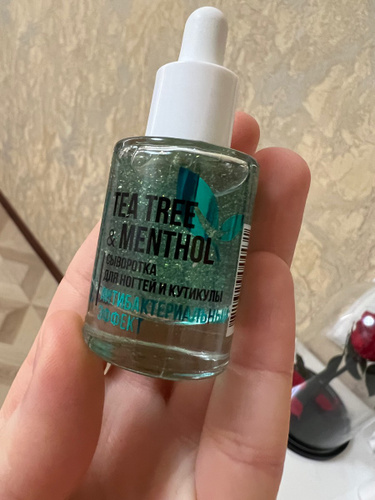 TEA TREE
& MENTHOL
СЫВОРОТКА
ДЛЯ НОГТЕЙ И КУТИКУЛЫ
АНТИБАКТЕРИАЛЬНЫЙ
ЭФФЕКТ